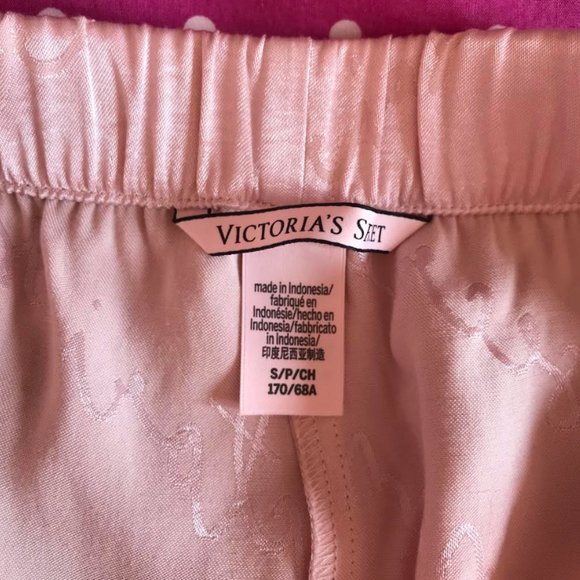 VICTORIA'S
made in Indonesia/
fabriqué en
Indonésie/hecho en
Indonesia/fabbricato
in Indonesia/
印度尼西亚制造
S/P/CH
170/68A